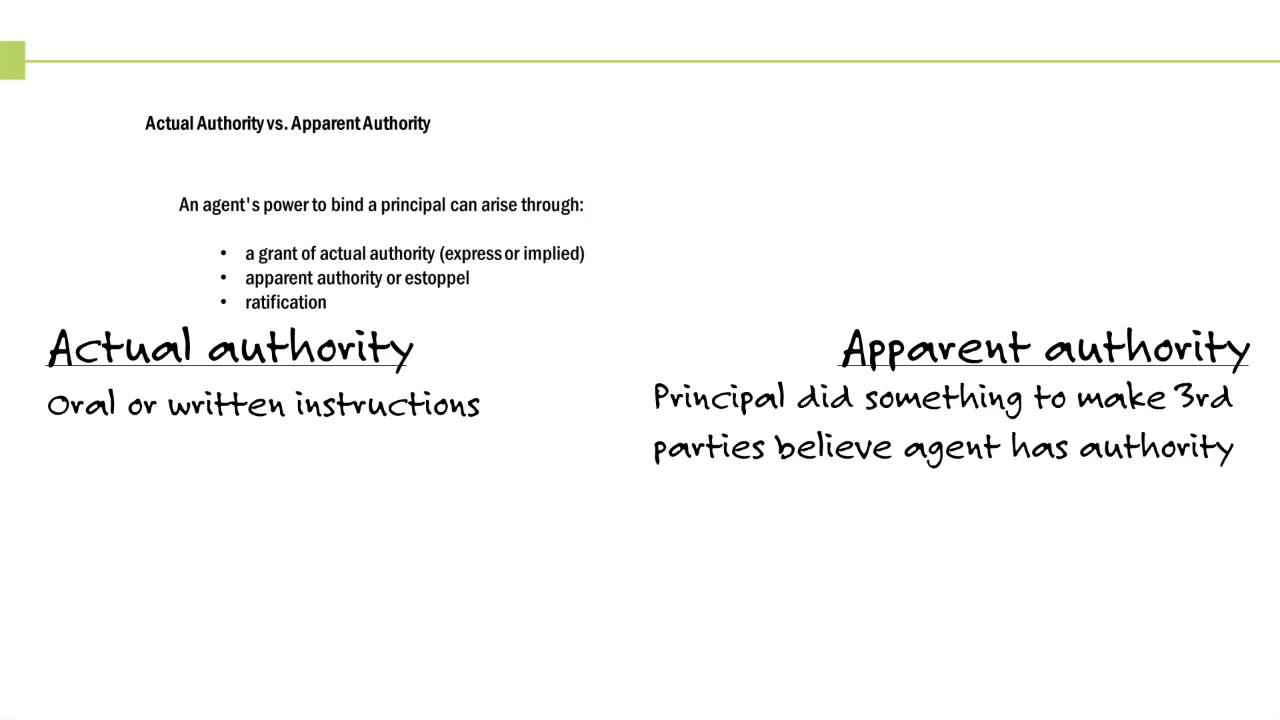 Actual Authority vs. Apparent Authority
An agent's power to bind a principal can arise through:
• a grant of actual authority (express or implied)
• apparent authority or estoppel
• ratification
Actual authority
Oral or written instructions
Apparent authority
Principal did something to make 3rd
parties believe agent has authority